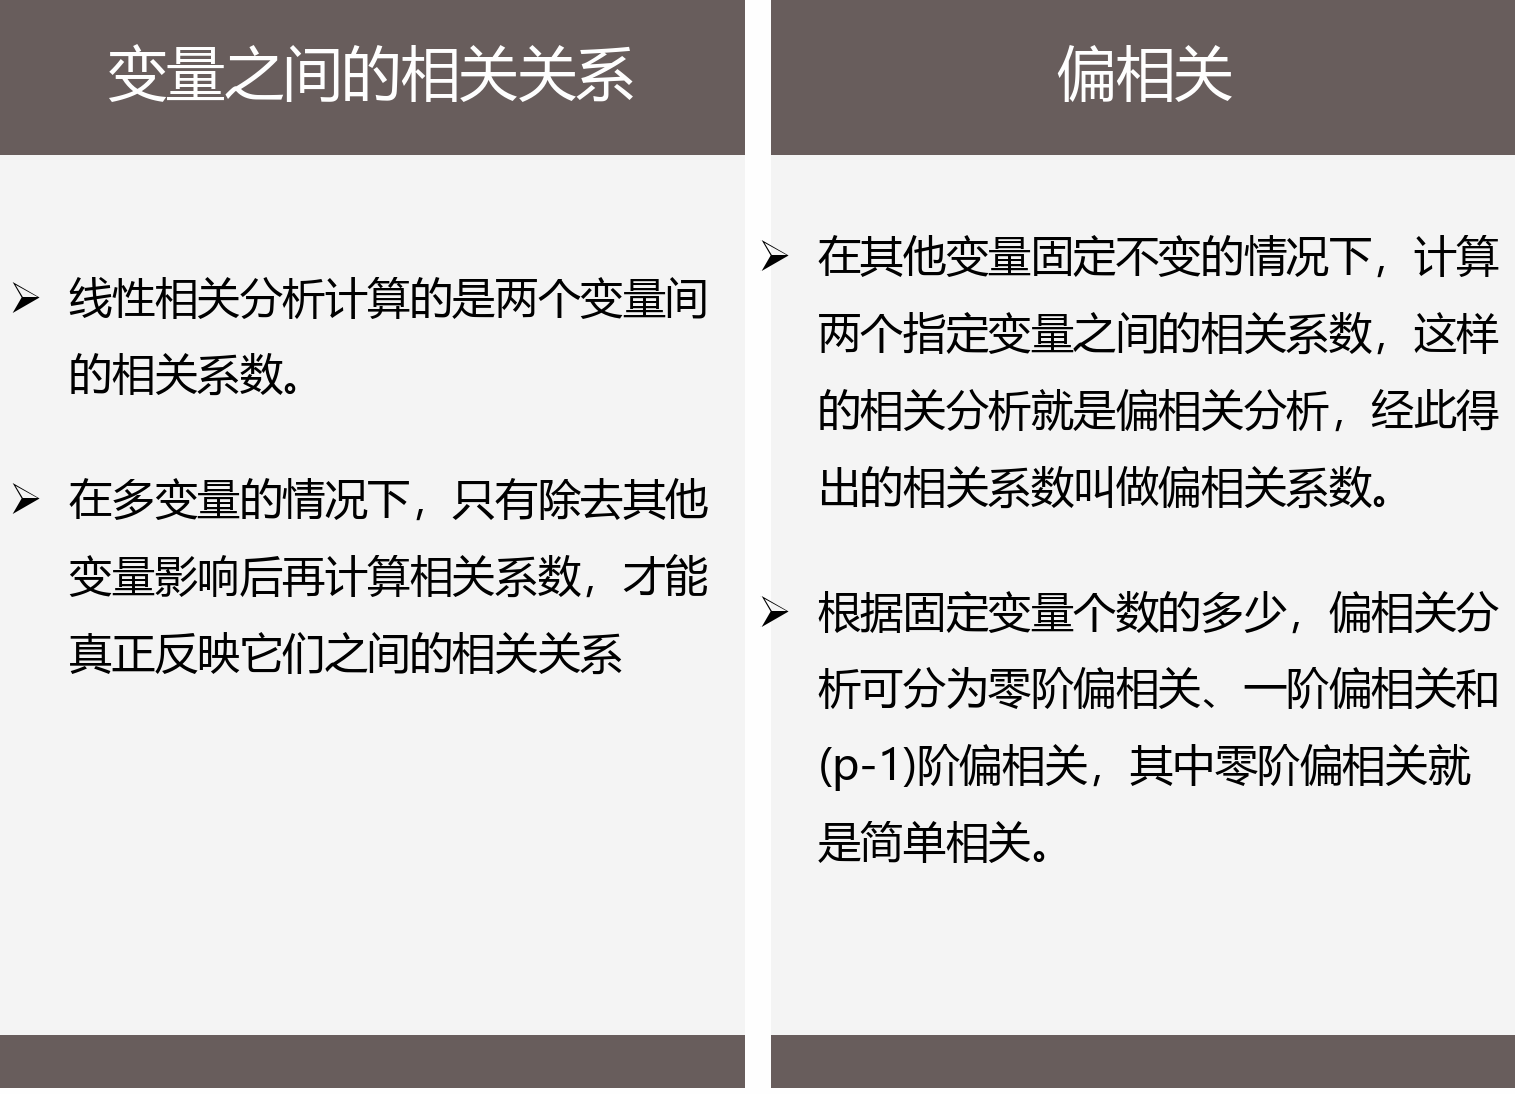 变量之间的相关关系
线性相关分析计算的是两个变量间
的相关系数。
在多变量的情况下，只有除去其他
变量影响后再计算相关系数，才能
真正反映它们之间的相关关系
偏相关
在其他变量固定不变的情况下，计算
两个指定变量之间的相关系数，这样
的相关分析就是偏相关分析，经此得
出的相关系数叫做偏相关系数。
根据固定变量个数的多少，偏相关分
析可分为零阶偏相关、一阶偏相关和
(p-1)阶偏相关，其中零阶偏相关就
是简单相关。